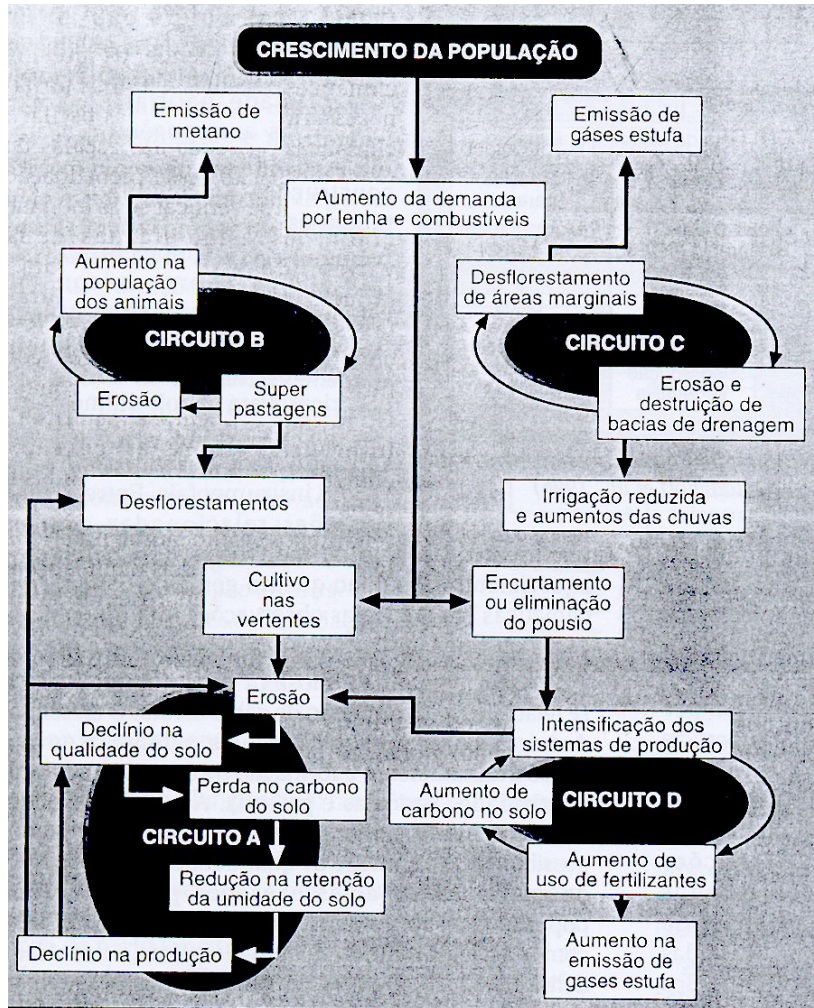 CRESCIMENTO DA POPULAÇÃO
Emissão de
metano
Emissão de
gáses estufa
Aumento da demanda
por lenha e combustíveis
Aumento na
população
dos animais
CIRCUITO B
Erosão
Super
pastagens
Desflorestamento
de áreas marginais
CIRCUITO C
Erosão e
destruição de
bacias de drenagem
Desflorestamentos
Irrigação reduzida
e aumentos das chuvas
Cultivo
nas
vertentes
Encurtamento
ou eliminação
do pousio
Erosão
Declínio na
qualidade do solo
Perda no carbono
do solo
CIRCUITO A
Redução na retenção
da umidade do solo
Declínio na produção
Intensificação dos
sistemas de produção
Aumento de
carbono no solo
CIRCUITO D
Aumento de
uso de fertilizantes
Aumento na
emissão de
gases estufa